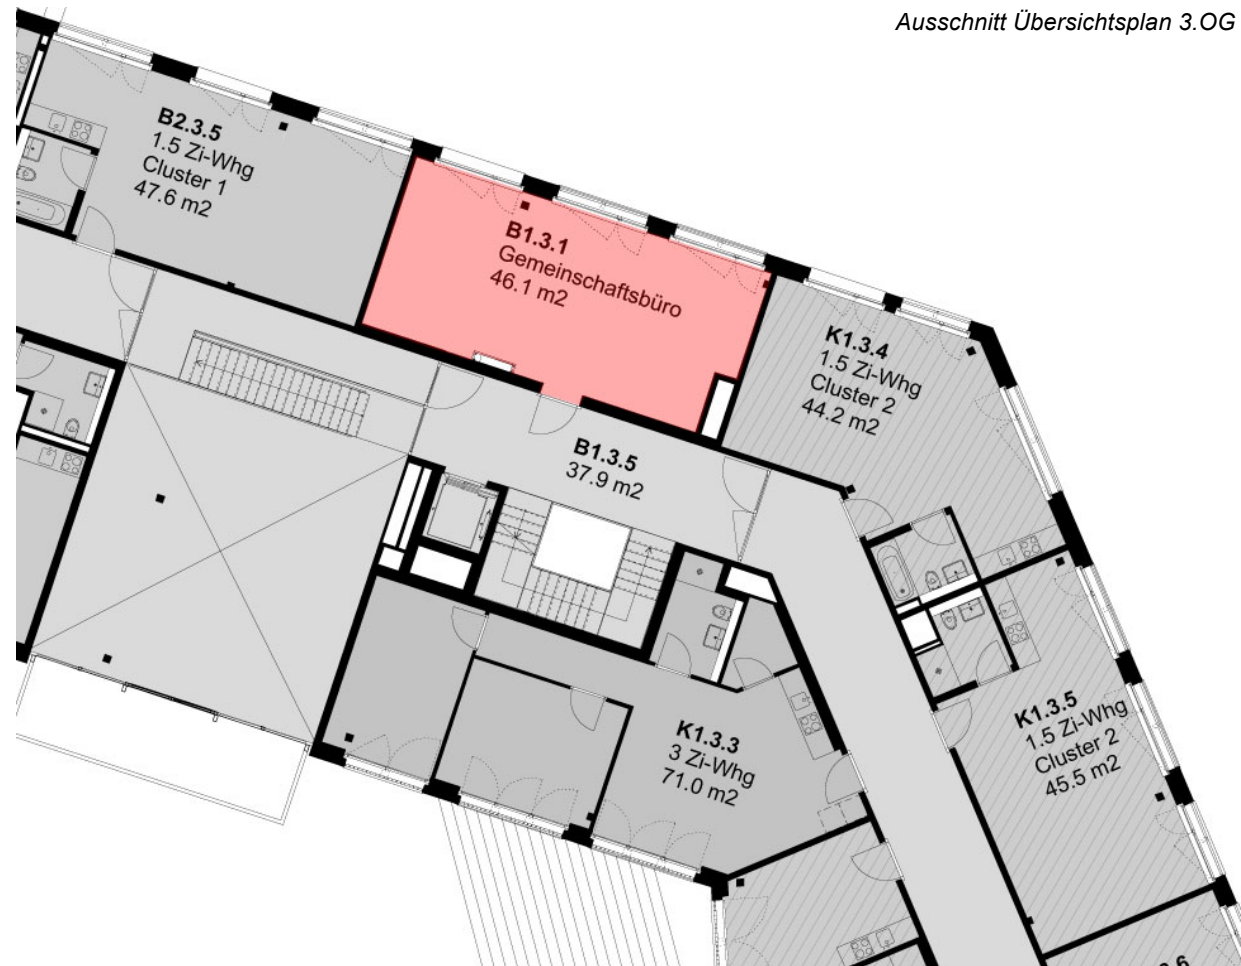 Ausschnitt Übersichtsplan 3.OG
B2.3.5
1.5 Zi-Whg
Cluster 1
47.6 m2
B1.3.1
Gemeinschaftsbüro
46.1 m2
K1.3.4
1.5 Zi-Whg
Cluster 2
44.2 m2
B1.3.5
37.9 m2
K1.3.5
1.5 Zi-Whg
Cluster 2
45.5 m2
K1.3.3
3 Zi-Whg
71.0 m2